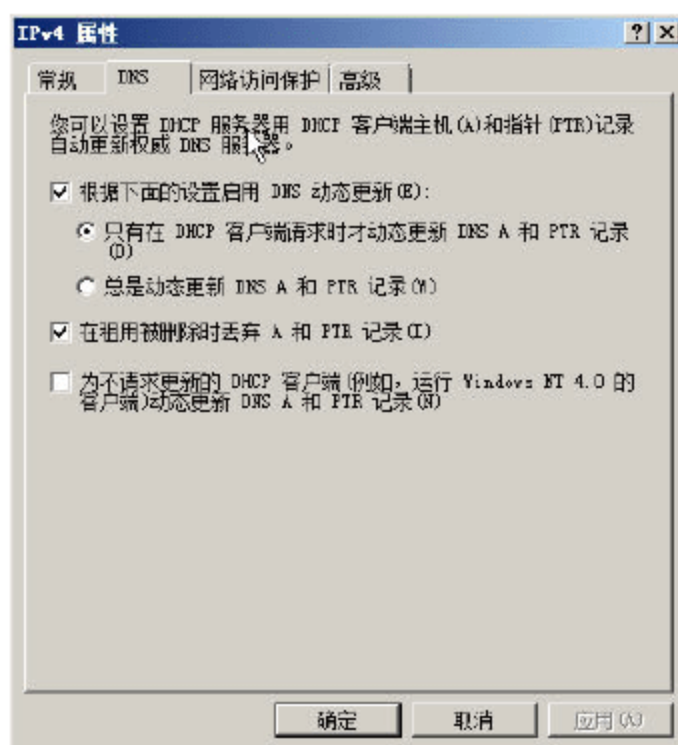 IPv4 属性
常规 DNS 网络访问保护 高级
您可以设置 DHCP 服务器用 DHCP 客户端主机(A)和指针(PTR)记录
自动更新权威 DNS 服务器。
根据下面的设置启用 DNS 动态更新(E):
只有在 DHCP 客户端请求时才动态更新 DNS A 和 PTR 记录
(D)
总是动态更新 DNS A 和 PTR 记录(M)
在租用被删除时丢弃 A 和 PTR 记录(I)
为不请求更新的 DHCP 客户端(例如，运行 Windows NT 4.0 的
客户端)动态更新 DNS A 和 PTR 记录(N)
确定 取消 应用(A)